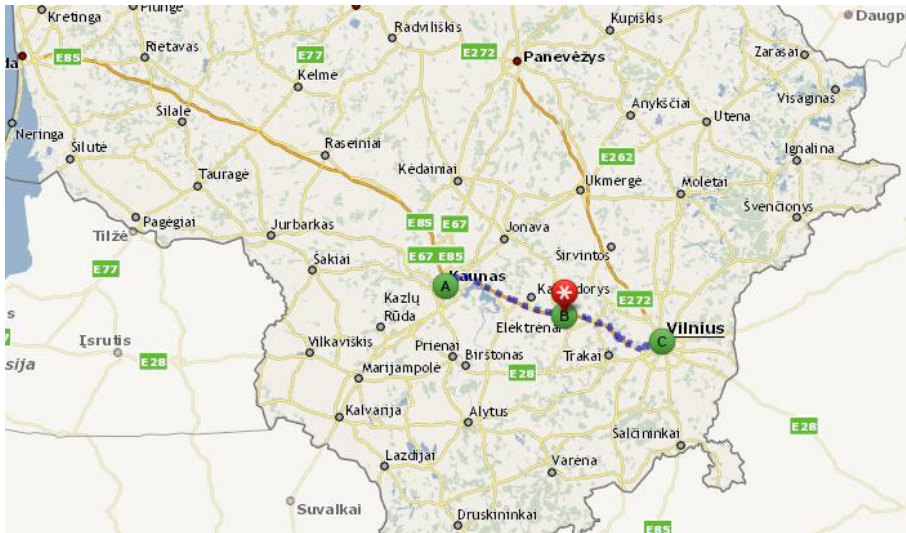 Kretinga
Plungė
Radviliškis
Kupiškis
Daugp
E85
Rietavas
E77
E272
Panevėžys
Zarasai
da
Kelmė
Visaginas
Neringa
Šilalė
Anykščiai
Utena
Šilutė
Raseiniai
Kėdainiai
E262
Ignalina
Tauragė
Ukmergė
Moletai
Švenčionys
Pagėgiai
Jurbarkas
E85
E67
Jonava
Tilžė
Širvintos
E77
Šakiai
E67
E85
Kaunas
A
Kazlų
Rūda
E272
B
Elektrėnai
Vilnius
C
s
Įsrutis
sija
E28
Vilkaviškis
Prienai
Birštonas
Trakai
Marijampolė
E28
Kalvarija
Alytus
E28
Šalčininkai
Lazdijai
Varėna
Suvalkai
Druskininkai
E85